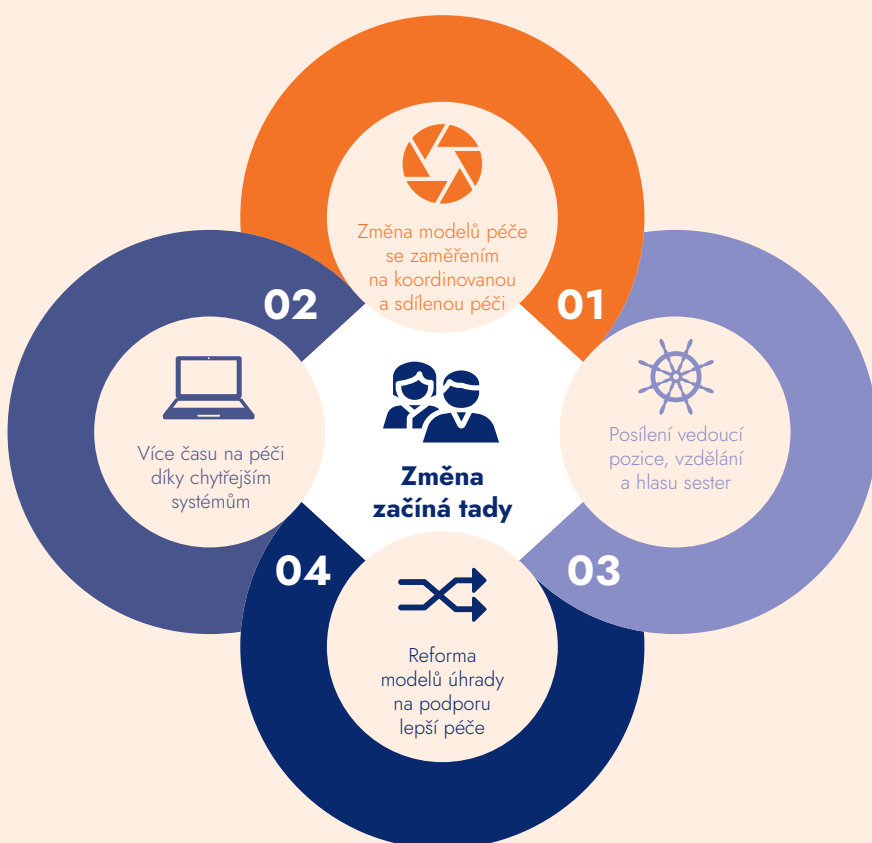 Změna modelů péče
se zaměřením
na koordinovanou
a sdílenou péči
01
02
Více času na péči
díky chytřejším
systémům
Změna
začíná tady
Posílení vedoucí
pozice, vzdělání
a hlasu sester
03
04
Reforma
modelů úhrady
na podporu
lepší péče